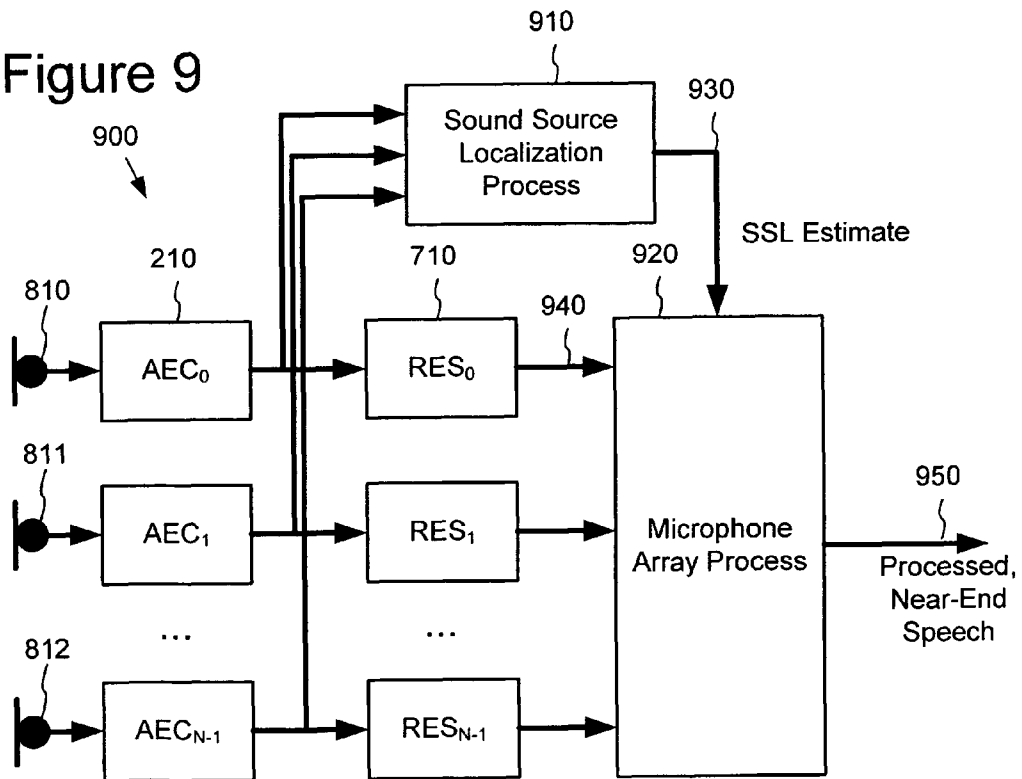 Figure 9
900
910
Sound Source
Localization
Process
930
SSL Estimate
810
210
AEC0
710
RES0
940
920
Microphone
Array Process
811
AEC1
RES1
950
Processed,
Near-End
Speech
...
...
812
AECN-1
RESN-1